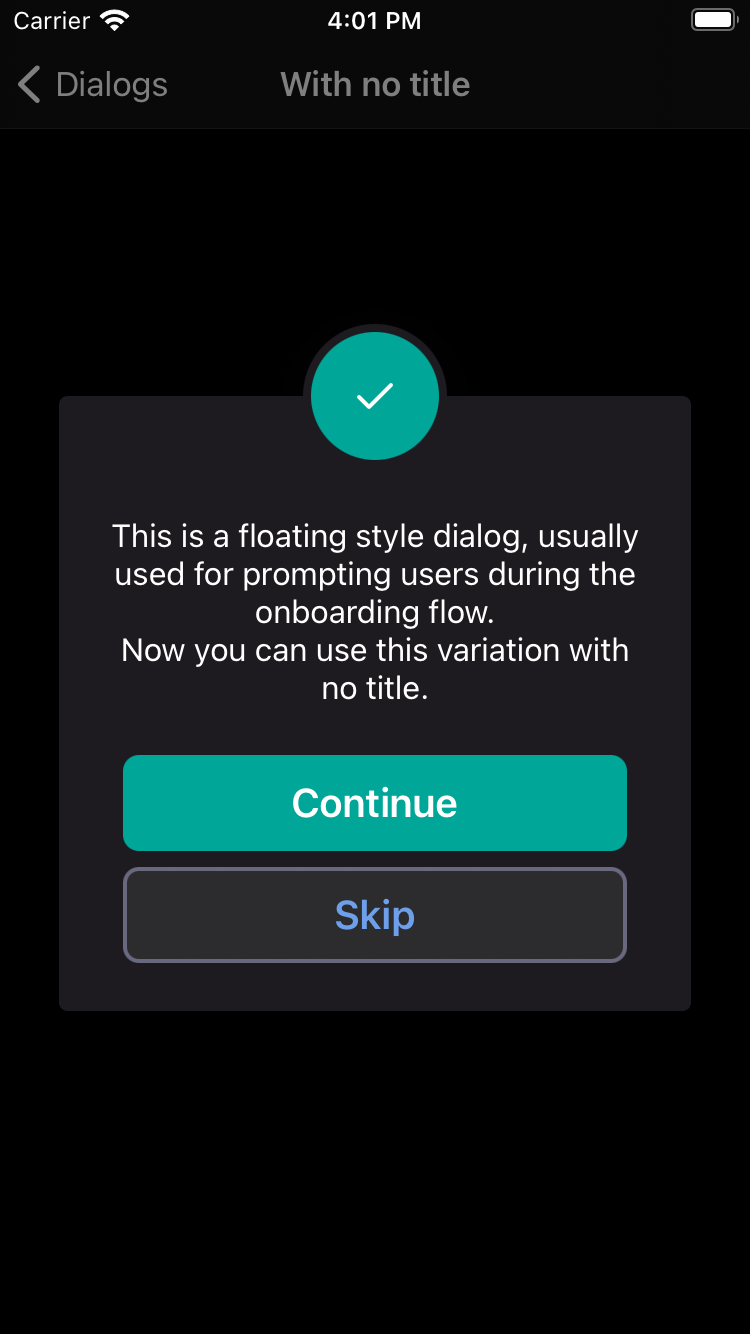 Carrier 4:01 PM
Dialogs With no title
This is a floating style dialog, usually
used for prompting users during the
onboarding flow.
Now you can use this variation with
no title.
Continue
Skip